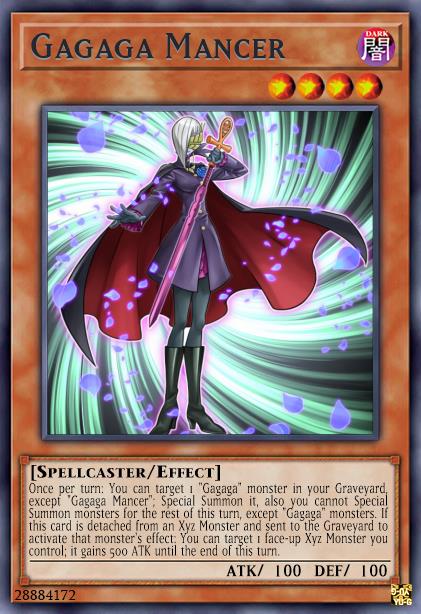 Gagaga Mancer
DARK
闇
[Spellcaster/Effect]
Once per turn: You can target 1 "Gagaga" monster in your Graveyard,
except "Gagaga Mancer"; Special Summon it, also you cannot Special
Summon monsters for the rest of this turn, except "Gagaga" monsters. If
this card is detached from an Xyz Monster and sent to the Graveyard to
activate that monster's effect: You can target 1 face-up Xyz Monster you
control; it gains 500 ATK until the end of this turn.
ATK/ 100 DEF/ 100
28884172